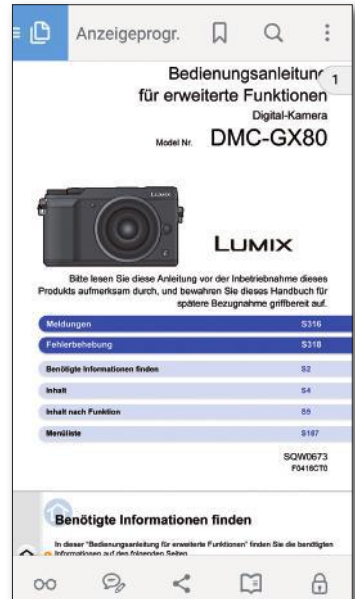 Anzeigeprogr.
1
Bedienungsanleitung
für erweiterte Funktionen
Digital-Kamera
Model Nr. DMC-GX80
LUMIX
Bitte lesen Sie diese Anleitung vor der Inbetriebnahme dieses
Produkts aufmerksam durch, und bewahren Sie dieses Handbuch für
spätere Bezugnahme griffbereit auf.
Meldungen S316
Fehlerbehebung S318
Benötigte Informationen finden S2
Inhalt S4
Inhalt nach Funktion S9
Menüliste S187
SQW0673
F0416CT0
Benötigte Informationen finden
In dieser "Bedienungsanleitung für erweiterte Funktionen" finden Sie die benötigten
Informationen auf den folgenden Seiten.